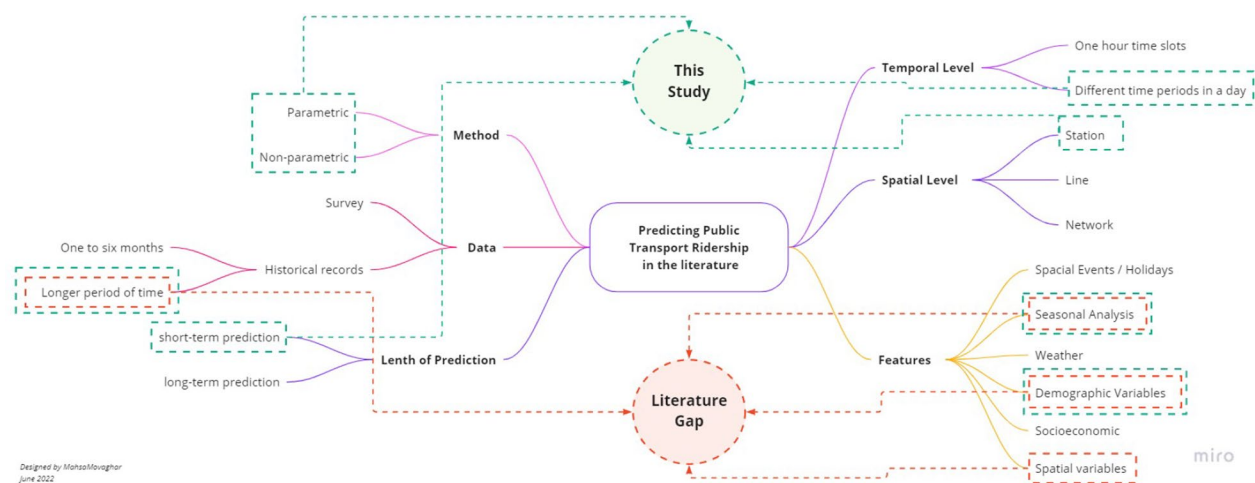 This
Study
Temporal Level
One hour time slots
Different time periods in a day
Parametric
Non-parametric
Method
Station
Spatial Level
Line
Network
Survey
Data
One to six months
Historical records
Longer period of time
Predicting Public
Transport Ridership
in the literature
short-term prediction
Lenth of Prediction
long-term prediction
Spacial Events / Holidays
Seasonal Analysis
Features
Weather
Demographic Variables
Socioeconomic
Spatial variables
Literature
Gap
Designed by MahsaMovaghar
June 2022
miro